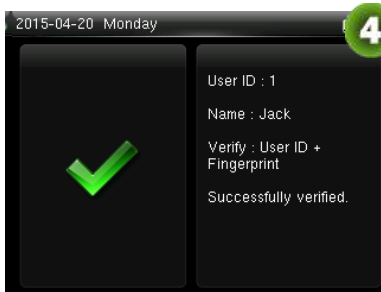 2015-04-20 Monday
4
User ID : 1
Name : Jack
Verify : User ID +
Fingerprint
Successfully verified.